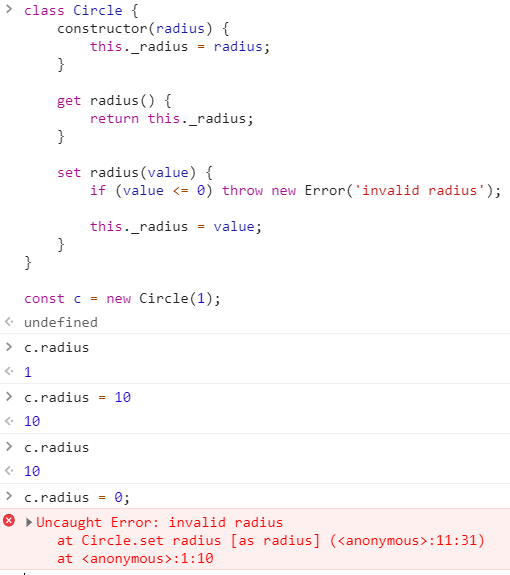 class Circle {
    constructor(radius) {
        this._radius = radius;
    }

    get radius() {
        return this._radius;
    }

    set radius(value) {
        if (value <= 0) throw new Error('invalid radius');

        this._radius = value;
    }
}

const c = new Circle(1);
undefined
c.radius
1
c.radius = 10
10
c.radius
10
c.radius = 0;
Uncaught Error: invalid radius
    at Circle.set radius [as radius] (<anonymous>:11:31)
    at <anonymous>:1:10